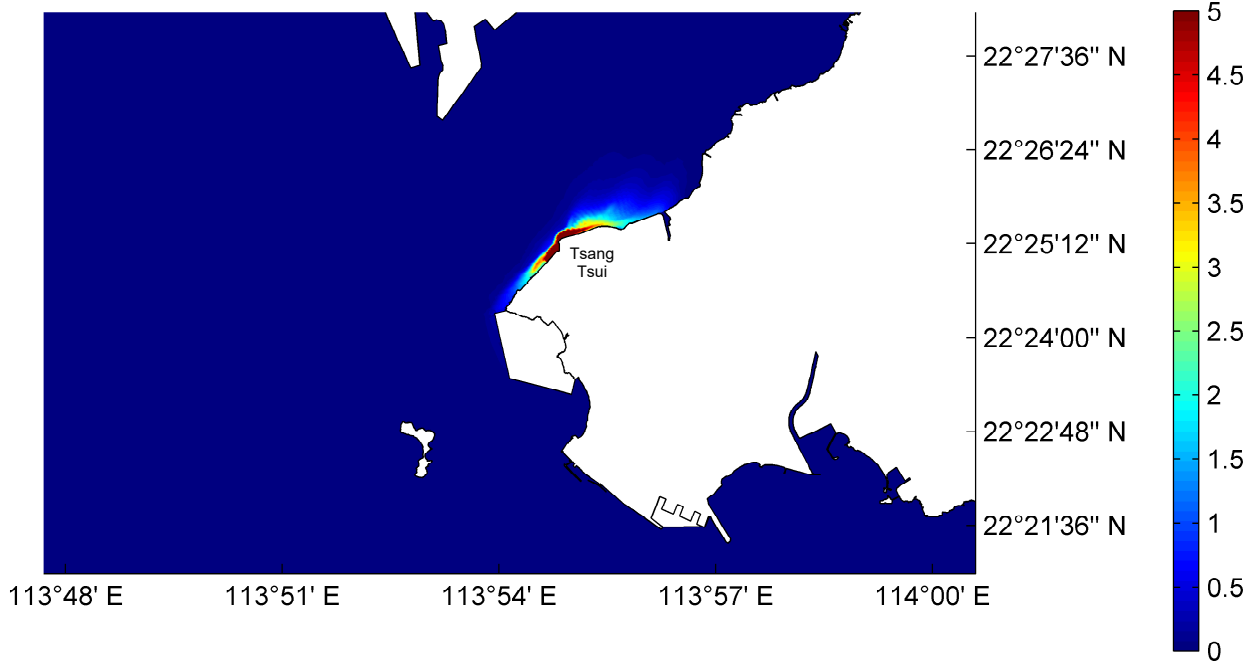 5
22°27'36" N
4.5
4
22°26'24" N
3.5
22°25'12" N
Tsang
Tsui
3
2.5
22°24'00" N
2
22°22'48" N
1.5
22°21'36" N
1
0.5
113°48' E 113°51' E 113°54' E 113°57' E 114°00' E
0